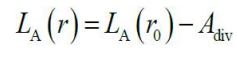 L_A(r) = L_A(r_0) − A_div